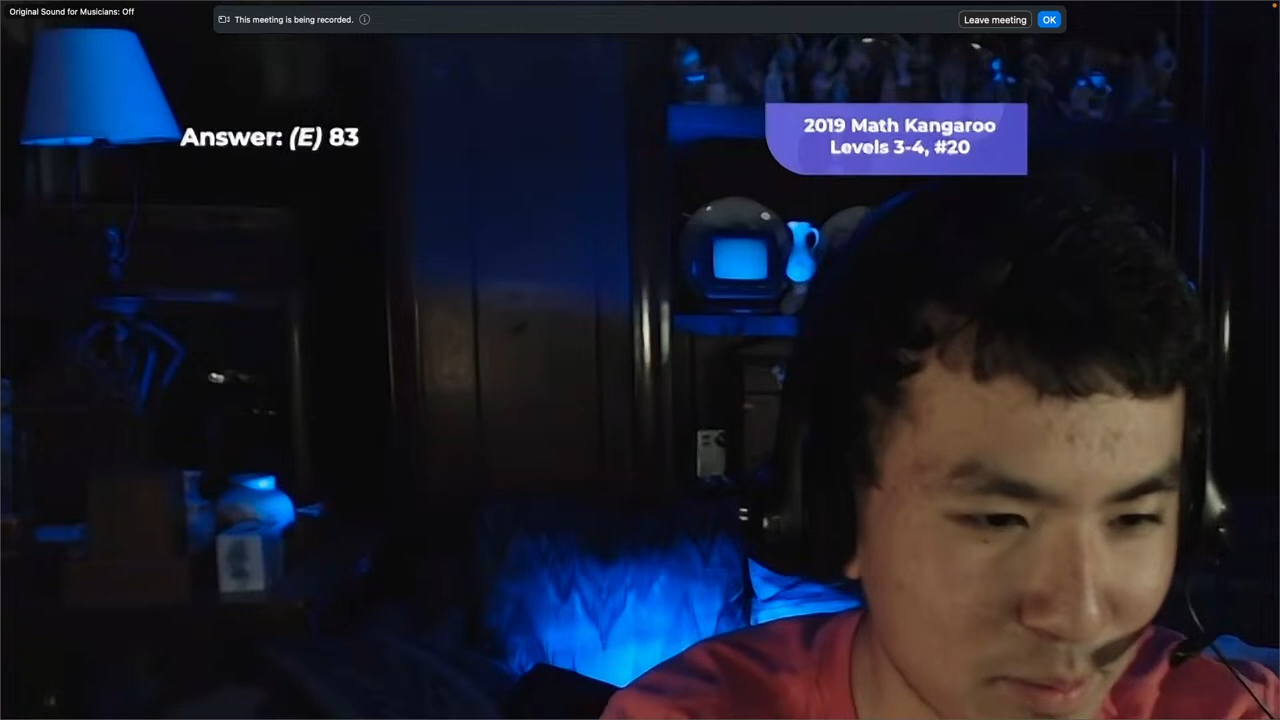 Original Sound for Musicians: Off
This meeting is being recorded.
Leave meeting
OK
Answer: (E) 83
2019 Math Kangaroo
Levels 3-4, #20